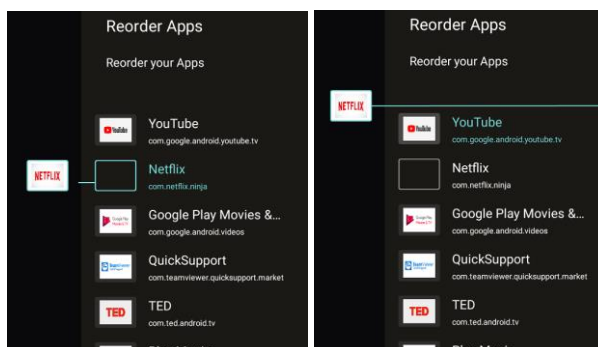 Reorder Apps
Reorder your Apps
YouTube
YouTube
com.google.android.youtube.tv
NETFLIX
Netflix
com.netflix.ninja
Google Play Movies &...
com.google.android.videos
QuickSupport
com.teamviewer.quicksupport.market
TED
TED
com.ted.android.tv
Reorder Apps
Reorder your Apps
NETFLIX
YouTube
YouTube
com.google.android.youtube.tv
Netflix
com.netflix.ninja
Google Play Movies &...
com.google.android.videos
QuickSupport
com.teamviewer.quicksupport.market
TED
TED
com.ted.android.tv